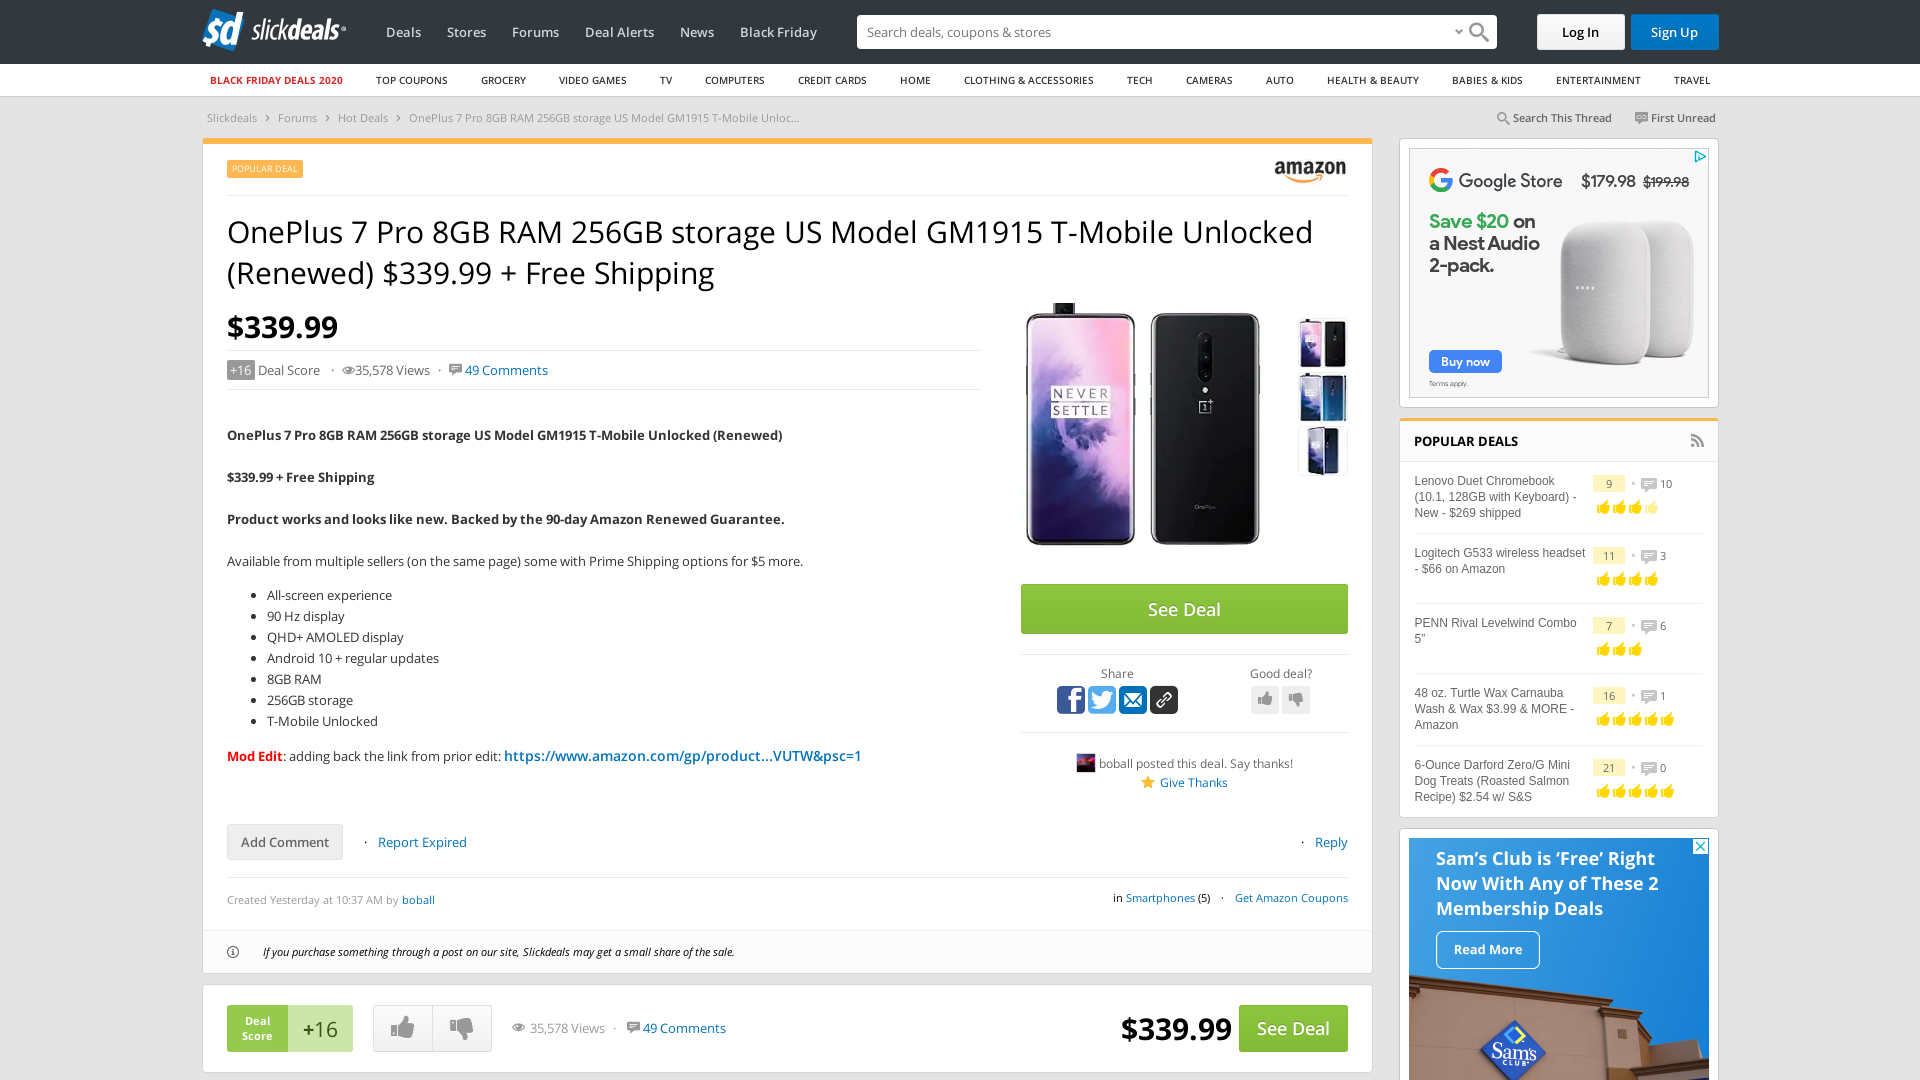 slickdeals
Deals
Stores
Forums
Deal Alerts
News
Black Friday
Search deals, coupons & stores
Log In
Sign Up
BLACK FRIDAY DEALS 2020
TOP COUPONS
GROCERY
VIDEO GAMES
TV
COMPUTERS
CREDIT CARDS
HOME
CLOTHING & ACCESSORIES
TECH
CAMERAS
AUTO
HEALTH & BEAUTY
BABIES & KIDS
ENTERTAINMENT
TRAVEL
Slickdeals > Forums > Hot Deals > OnePlus 7 Pro 8GB RAM 256GB storage US Model GM1915 T-Mobile Unloc...
Search This Thread
First Unread
POPULAR DEAL
amazon
OnePlus 7 Pro 8GB RAM 256GB storage US Model GM1915 T-Mobile Unlocked
(Renewed) $339.99 + Free Shipping
$339.99
+16 Deal Score · 35,578 Views · 49 Comments
NEVER
SETTLE
OnePlus
OnePlus 7 Pro 8GB RAM 256GB storage US Model GM1915 T-Mobile Unlocked (Renewed)
$339.99 + Free Shipping
Product works and looks like new. Backed by the 90-day Amazon Renewed Guarantee.
Available from multiple sellers (on the same page) some with Prime Shipping options for $5 more.
• All-screen experience
• 90 Hz display
• QHD+ AMOLED display
• Android 10 + regular updates
• 8GB RAM
• 256GB storage
• T-Mobile Unlocked
Mod Edit: adding back the link from prior edit: https://www.amazon.com/gp/product...VUTW&psc=1
See Deal
Share
Good deal?
boball posted this deal. Say thanks!
Give Thanks
Add Comment · Report Expired
· Reply
Created Yesterday at 10:37 AM by boball
in Smartphones (5) · Get Amazon Coupons
If you purchase something through a post on our site, Slickdeals may get a small share of the sale.
Deal
Score
+16
35,578 Views · 49 Comments
$339.99
See Deal
Google Store
$179.98 $199.98
Save $20 on
a Nest Audio
2-pack.
Buy now
Terms apply.
POPULAR DEALS
Lenovo Duet Chromebook
(10.1, 128GB with Keyboard) -
New - $269 shipped
9 • 10
Logitech G533 wireless headset
- $66 on Amazon
11 • 3
PENN Rival Levelwind Combo
5”
7 • 6
48 oz. Turtle Wax Carnauba
Wash & Wax $3.99 & MORE -
Amazon
16 • 1
6-Ounce Darford Zero/G Mini
Dog Treats (Roasted Salmon
Recipe) $2.54 w/ S&S
21 • 0
Sam’s Club is ‘Free’ Right
Now With Any of These 2
Membership Deals
Read More
Sam's
CLUB